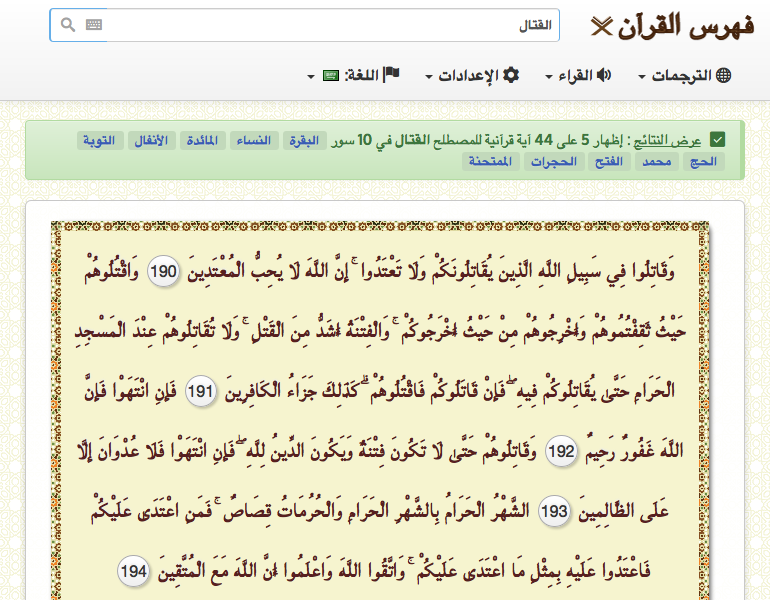 فهرس القرآن
القتال
الترجمات القراء الإعدادات اللغة:
عرض النتائج : إظهار 5 على 44 آية قرآنية للمصطلح القتال في 10 سور البقرة النساء المائدة الأنفال التوبة
الحج محمد الفتح الحجرات الممتحنة
وَقَاتِلُوا فِي سَبِيلِ اللَّهِ الَّذِينَ يُقَاتِلُونَكُمْ وَلَا تَعْتَدُوا ۚ إِنَّ اللَّهَ لَا يُحِبُّ الْمُعْتَدِينَ 190 وَاقْتُلُوهُمْ
حَيْثُ ثَقِفْتُمُوهُمْ وَأَخْرِجُوهُمْ مِنْ حَيْثُ أَخْرَجُوكُمْ ۚ وَالْفِتْنَةُ أَشَدُّ مِنَ الْقَتْلِ ۚ وَلَا تُقَاتِلُوهُمْ عِنْدَ الْمَسْجِدِ
الْحَرَامِ حَتَّى يُقَاتِلُوكُمْ فِيهِ ۖ فَإِنْ قَاتَلُوكُمْ فَاقْتُلُوهُمْ ۗ كَذَلِكَ جَزَاءُ الْكَافِرِينَ 191 فَإِنِ انْتَهَوْا فَإِنَّ
اللَّهَ غَفُورٌ رَحِيمٌ 192 وَقَاتِلُوهُمْ حَتَّى لَا تَكُونَ فِتْنَةٌ وَيَكُونَ الدِّينُ لِلَّهِ ۖ فَإِنِ انْتَهَوْا فَلَا عُدْوَانَ إِلَّا
عَلَى الظَّالِمِينَ 193 الشَّهْرُ الْحَرَامُ بِالشَّهْرِ الْحَرَامِ وَالْحُرُمَاتُ قِصَاصٌ ۚ فَمَنِ اعْتَدَى عَلَيْكُمْ
فَاعْتَدُوا عَلَيْهِ بِمِثْلِ مَا اعْتَدَى عَلَيْكُمْ ۚ وَاتَّقُوا اللَّهَ وَاعْلَمُوا أَنَّ اللَّهَ مَعَ الْمُتَّقِينَ 194